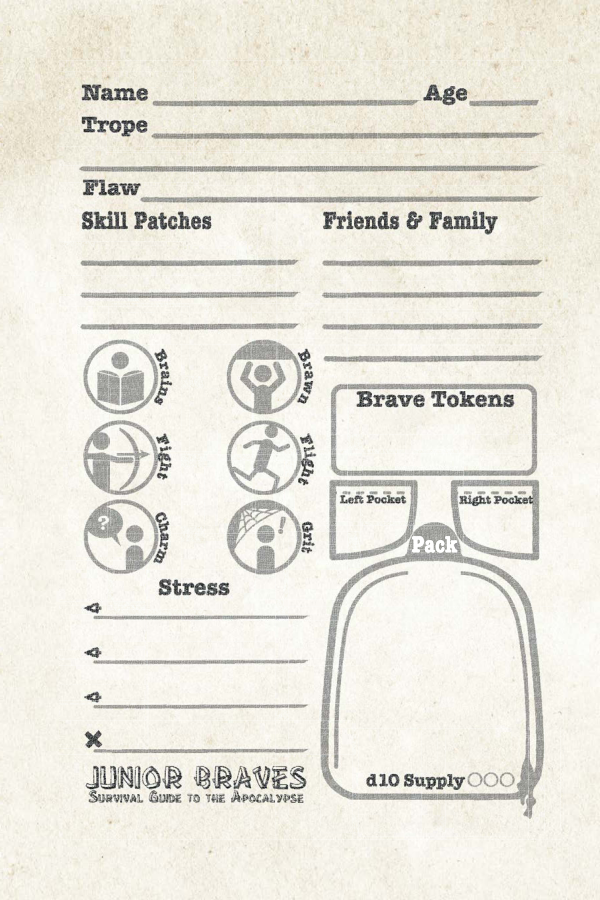 Name Age
Trope
Flaw
Skill Patches
Friends & Family
Brains
Brawn
Fight
Flight
Charm
?
Grit
!
Brave Tokens
Left Pocket
Right Pocket
Pack
d10 Supply
Stress
JUNIOR BRAVES
SURVIVAL GUIDE TO THE APOCALYPSE